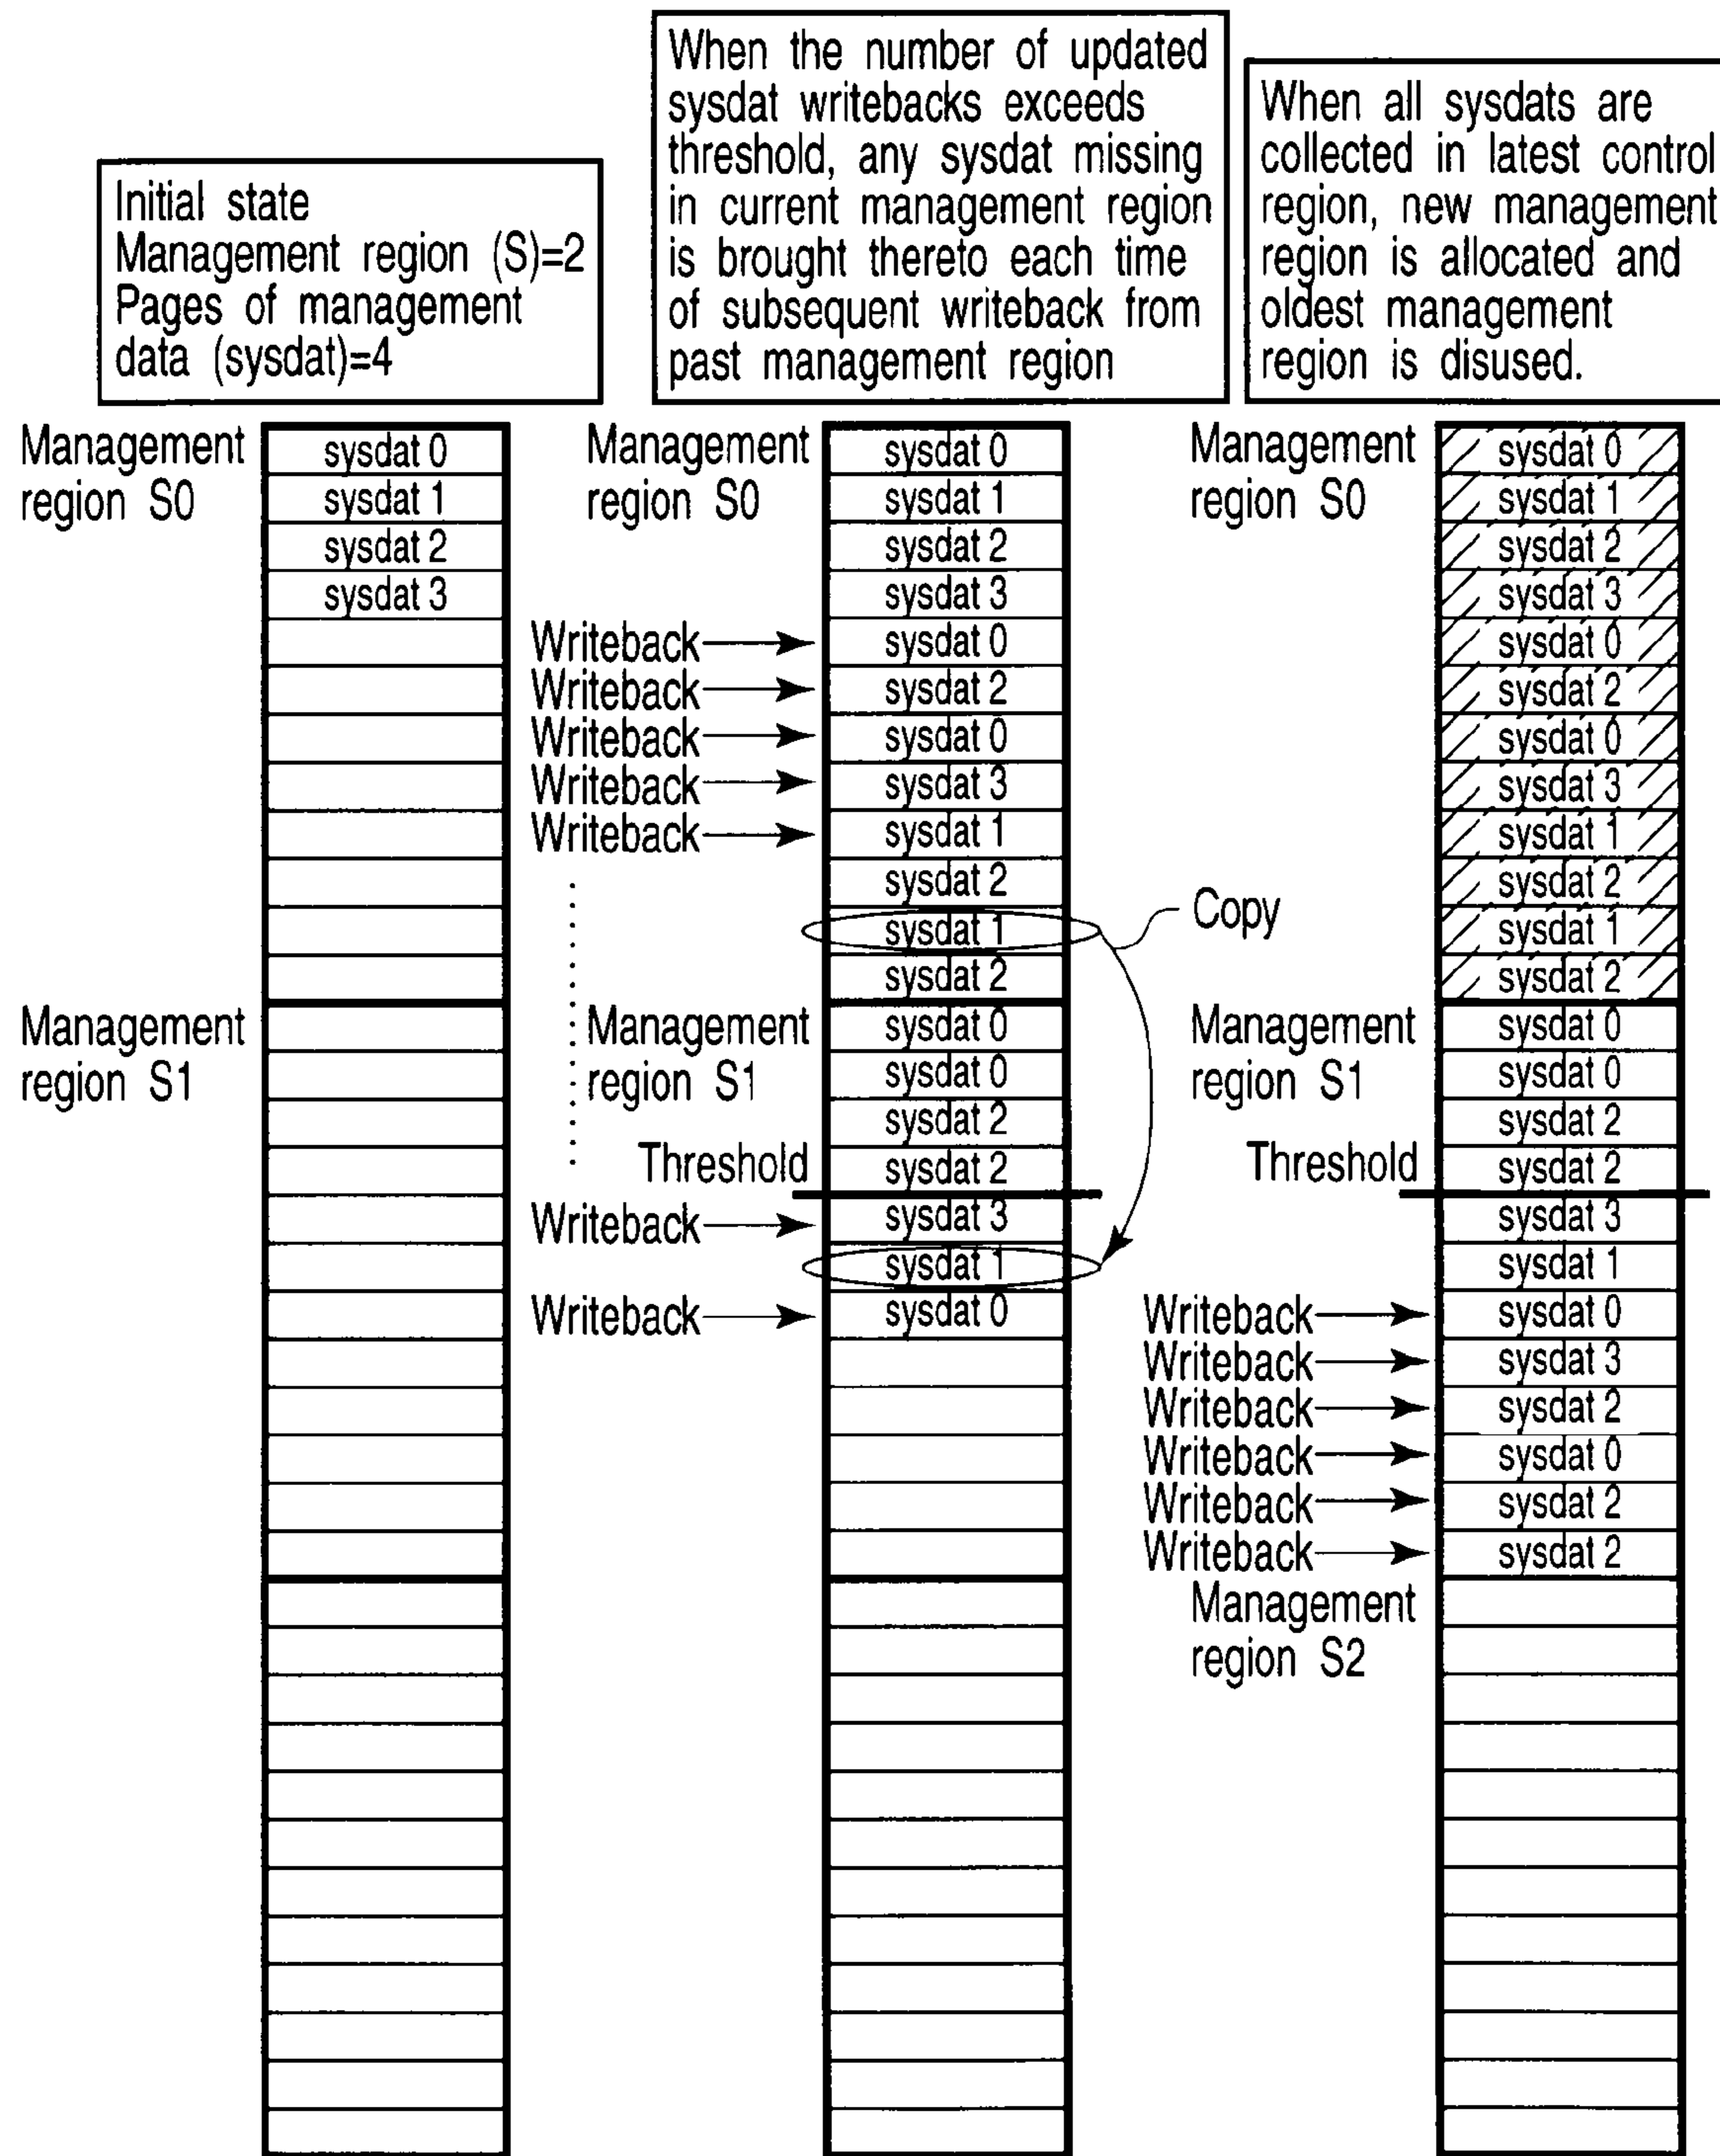 Initial state
Management region (S)=2
Pages of management
data (sysdat)=4
When the number of updated
sysdat writebacks exceeds
threshold, any sysdat missing
in current management region
is brought thereto each time
of subsequent writeback from
past management region
When all sysdats are
collected in latest control
region, new management
region is allocated and
oldest management
region is disused.
Management
region S0
sysdat 0
sysdat 1
sysdat 2
sysdat 3
Management
region S1
Management
region S0
sysdat 0
sysdat 1
sysdat 2
sysdat 3
Writeback
sysdat 0
Writeback
sysdat 2
Writeback
sysdat 0
Writeback
sysdat 3
Writeback
sysdat 1
sysdat 2
sysdat 1
Copy
sysdat 2
Management
region S1
sysdat 0
sysdat 0
sysdat 2
sysdat 2
Threshold
Writeback
sysdat 3
sysdat 1
Writeback
sysdat 0
Management
region S0
sysdat 0
sysdat 1
sysdat 2
sysdat 3
sysdat 0
sysdat 2
sysdat 0
sysdat 3
sysdat 1
sysdat 2
sysdat 1
sysdat 2
Management
region S1
sysdat 0
sysdat 0
sysdat 2
sysdat 2
Threshold
sysdat 3
sysdat 1
Writeback
sysdat 0
Writeback
sysdat 3
Writeback
sysdat 2
Writeback
sysdat 0
Writeback
sysdat 2
Writeback
sysdat 2
Management
region S2